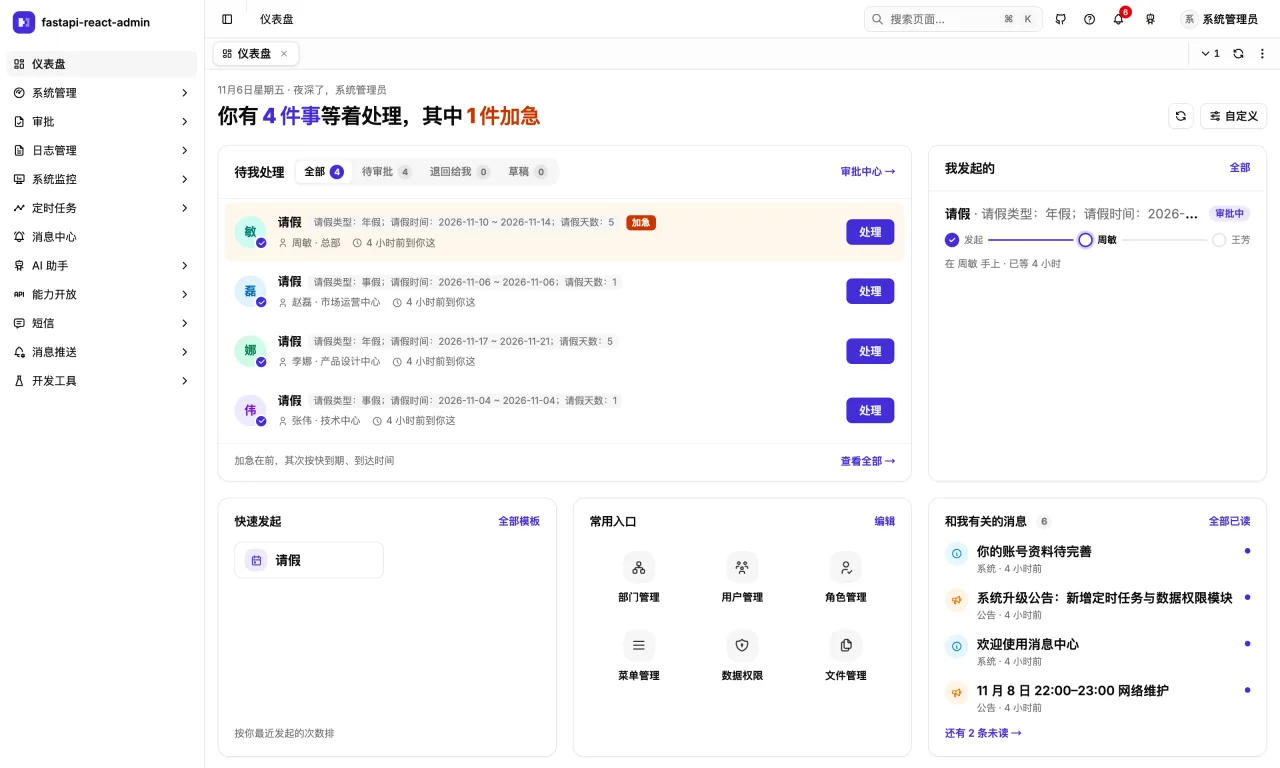 fastapi-react-admin
仪表盘
搜索页面...
⌘ K
6
系 系统管理员
仪表盘
系统管理
审批
日志管理
系统监控
定时任务
消息中心
AI 助手
API 能力开放
短信
消息推送
开发工具
仪表盘 ×
1
11月6日星期五 · 夜深了，系统管理员
你有 4 件事等着处理，其中 1 件加急
自定义
待我处理 全部 4 待审批 4 退回给我 0 草稿 0 审批中心 →
敏 请假 请假类型：年假；请假时间：2026-11-10 ~ 2026-11-14；请假天数：5 加急
周敏 · 总部 4 小时前到你这
处理
磊 请假 请假类型：事假；请假时间：2026-11-06 ~ 2026-11-06；请假天数：1
赵磊 · 市场运营中心 4 小时前到你这
处理
娜 请假 请假类型：年假；请假时间：2026-11-17 ~ 2026-11-21；请假天数：5
李娜 · 产品设计中心 4 小时前到你这
处理
伟 请假 请假类型：事假；请假时间：2026-11-04 ~ 2026-11-04；请假天数：1
张伟 · 技术中心 4 小时前到你这
处理
加急在前，其次按快到期、到达时间 查看全部 →
我发起的 全部
请假 · 请假类型：年假；请假时间：2026-... 审批中
发起 周敏 王芳
在 周敏 手上 · 已等 4 小时
快速发起 全部模板
请假
按你最近发起的次数排
常用入口 编辑
部门管理 用户管理 角色管理
菜单管理 数据权限 文件管理
和我有关的消息 6 全部已读
你的账号资料待完善
系统 · 4 小时前
系统升级公告：新增定时任务与数据权限模块
公告 · 4 小时前
欢迎使用消息中心
系统 · 4 小时前
11 月 8 日 22:00–23:00 网络维护
公告 · 4 小时前
还有 2 条未读 →